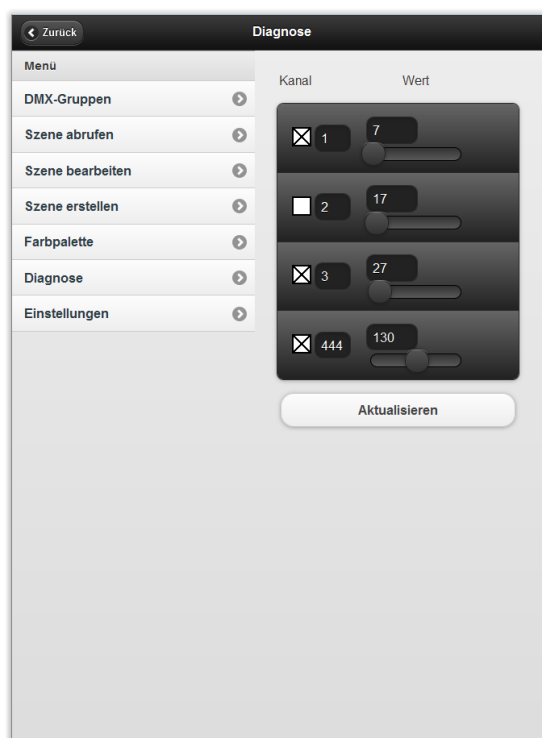 Zurück
Diagnose
Menü
DMX-Gruppen
Szene abrufen
Szene bearbeiten
Szene erstellen
Farbpalette
Diagnose
Einstellungen
Kanal Wert
1 7
2 17
3 27
444 130
Aktualisieren